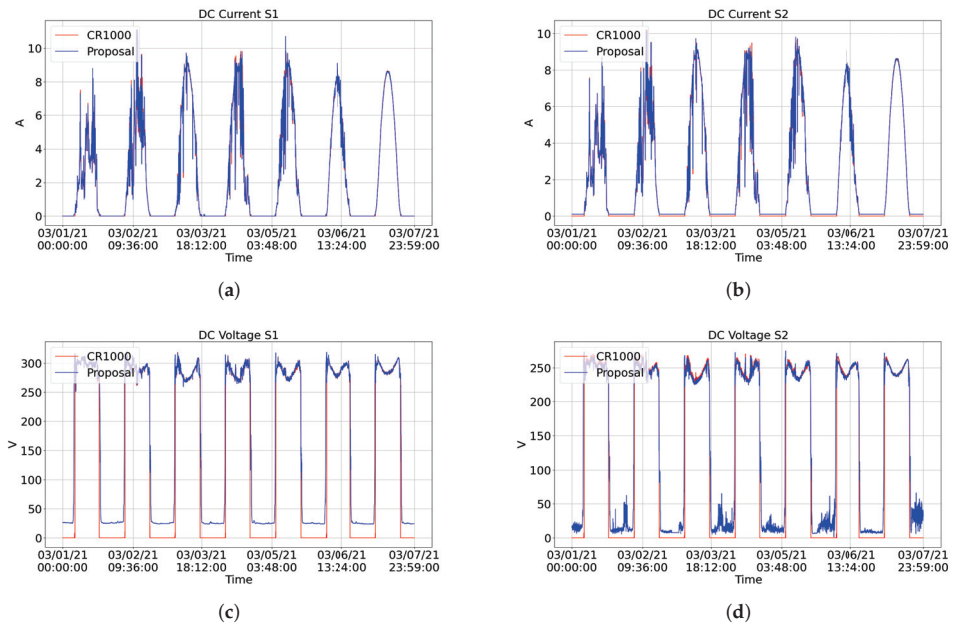 DC Current S1
CR1000
Proposal
10
8
6
4
2
0
A
03/01/21 03/02/21 03/03/21 03/05/21 03/06/21 03/07/21
00:00:00 09:36:00 18:12:00 03:48:00 13:24:00 23:59:00
Time
(a)
DC Current S2
CR1000
Proposal
10
8
6
4
2
0
A
03/01/21 03/02/21 03/03/21 03/05/21 03/06/21 03/07/21
00:00:00 09:36:00 18:12:00 03:48:00 13:24:00 23:59:00
Time
(b)
DC Voltage S1
CR1000
Proposal
300
250
200
150
100
50
0
V
03/01/21 03/02/21 03/03/21 03/05/21 03/06/21 03/07/21
00:00:00 09:36:00 18:12:00 03:48:00 13:24:00 23:59:00
Time
(c)
DC Voltage S2
CR1000
Proposal
250
200
150
100
50
0
V
03/01/21 03/02/21 03/03/21 03/05/21 03/06/21 03/07/21
00:00:00 09:36:00 18:12:00 03:48:00 13:24:00 23:59:00
Time
(d)